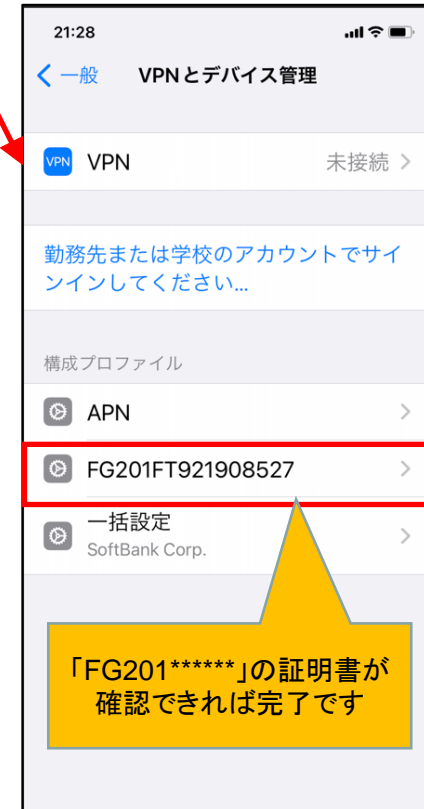 21:28
一般 VPNとデバイス管理
VPN VPN 未接続
勤務先または学校のアカウントでサイ
ンインしてください...
構成プロファイル
APN
FG201FT921908527
一括設定
SoftBank Corp.
「FG201******」の証明書が
確認できれば完了です